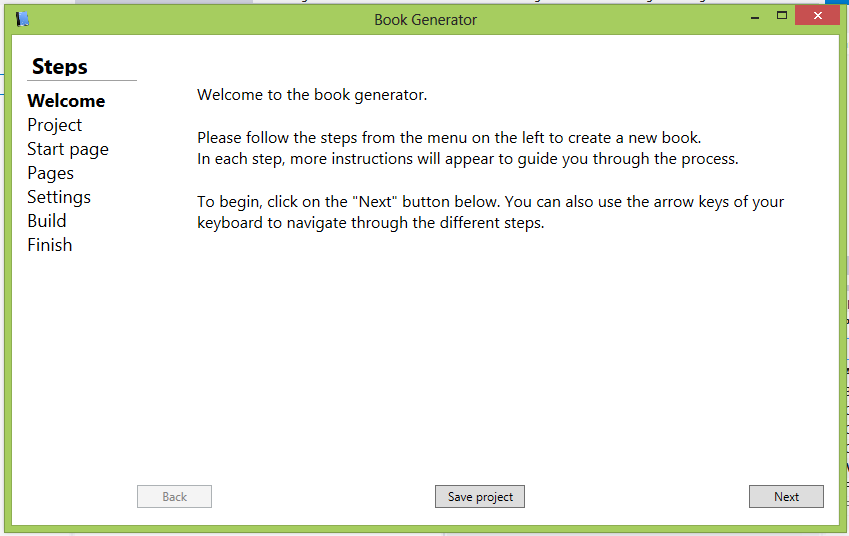 Book Generator
Steps
Welcome
Project
Start page
Pages
Settings
Build
Finish
Welcome to the book generator.
Please follow the steps from the menu on the left to create a new book.
In each step, more instructions will appear to guide you through the process.
To begin, click on the "Next" button below. You can also use the arrow keys of your
keyboard to navigate through the different steps.
Back
Save project
Next